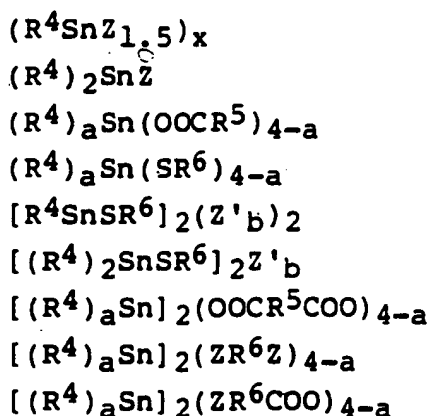 (R⁴SnZ₁.₅)ₓ
(R⁴)₂SnZ
(R⁴)ₐSn(OOCR⁵)₄₋ₐ
(R⁴)ₐSn(SR⁶)₄₋ₐ
[R⁴SnSR⁶]₂(Z'b)₂
[(R⁴)₂SnSR⁶]₂Z'b
[(R⁴)ₐSn]₂(OOCR⁵COO)₄₋ₐ
[(R⁴)ₐSn]₂(ZR⁶Z)₄₋ₐ
[(R⁴)ₐSn]₂(ZR⁶COO)₄₋ₐ